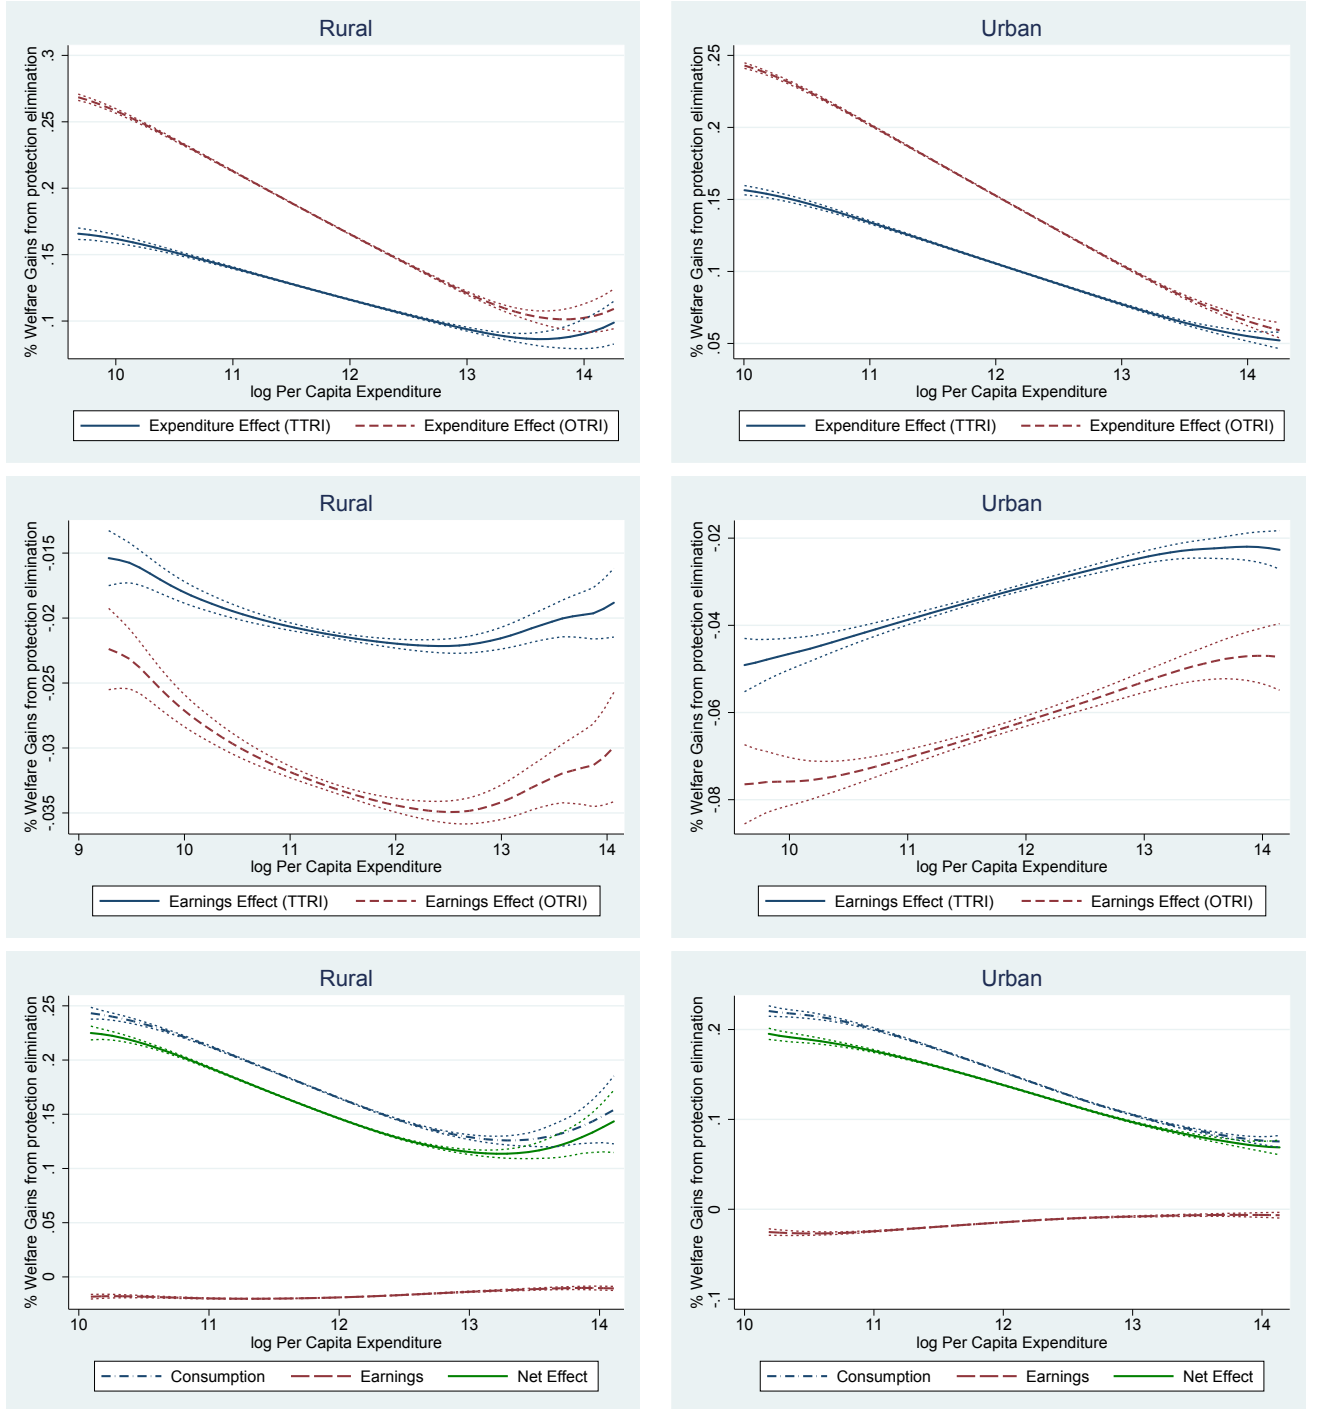 Rural
% Welfare Gains from protection elimination
.3
.25
.2
.15
.1
10 11 12 13 14
log Per Capita Expenditure
Expenditure Effect (TTRI) Expenditure Effect (OTRI)
Urban
% Welfare Gains from protection elimination
.25
.2
.15
.1
.05
10 11 12 13 14
log Per Capita Expenditure
Expenditure Effect (TTRI) Expenditure Effect (OTRI)
Rural
% Welfare Gains from protection elimination
-.015
-.02
-.025
-.03
-.035
9 10 11 12 13 14
log Per Capita Expenditure
Earnings Effect (TTRI) Earnings Effect (OTRI)
Urban
% Welfare Gains from protection elimination
-.02
-.04
-.06
-.08
10 11 12 13 14
log Per Capita Expenditure
Earnings Effect (TTRI) Earnings Effect (OTRI)
Rural
% Welfare Gains from protection elimination
.25
.2
.15
.1
.05
0
10 11 12 13 14
log Per Capita Expenditure
Consumption Earnings Net Effect
Urban
% Welfare Gains from protection elimination
.2
.1
0
-.1
10 11 12 13 14
log Per Capita Expenditure
Consumption Earnings Net Effect